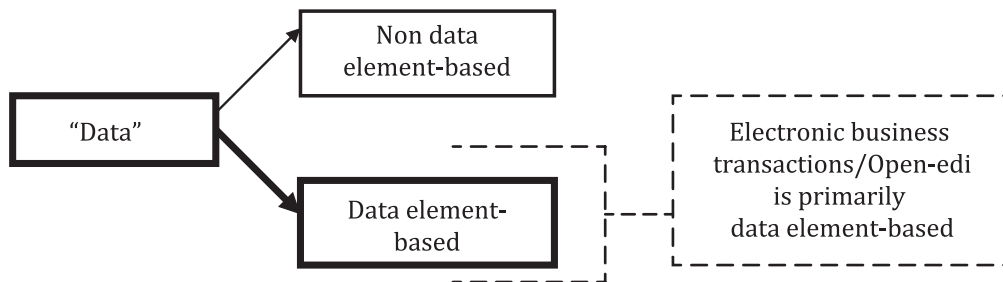 Non data
element-based
“Data”
Data element-
based
Electronic business
transactions/Open-edi
is primarily
data element-based